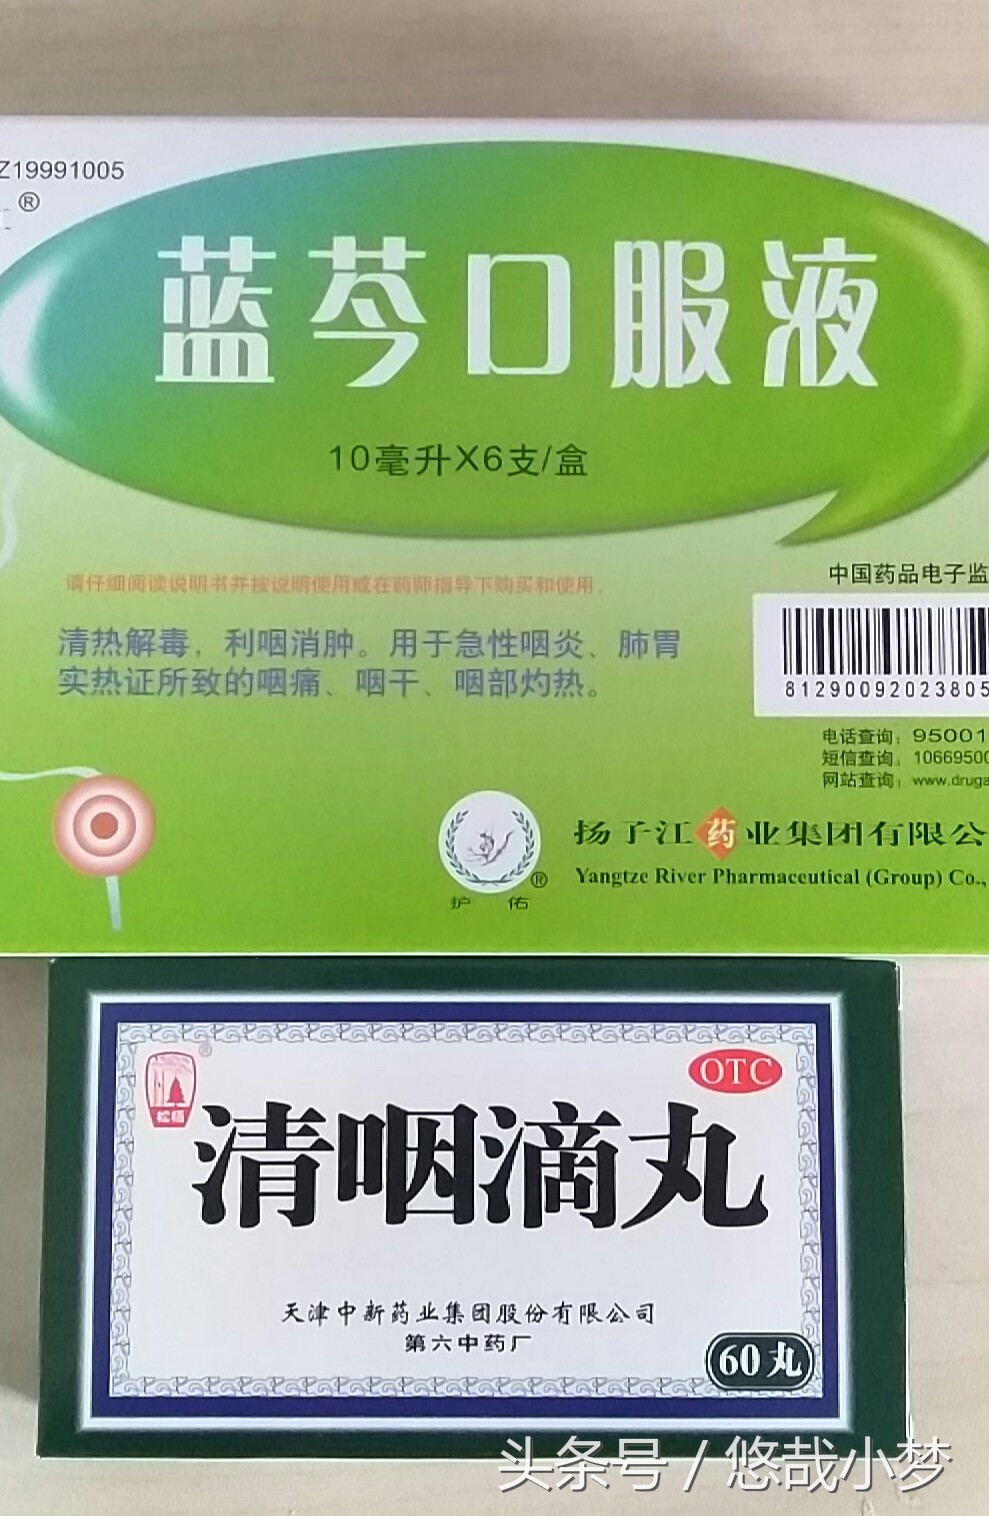 Z19991005
®
蓝芩口服液
10毫升X6支/盒
请仔细阅读说明书并按说明使用或在药师指导下购买和使用。
中国药品电子监
清热解毒，利咽消肿。用于急性咽炎、肺胃
实热证所致的咽痛、咽干、咽部灼热。
81290092023805
电话查询：95001
短信查询：1066950
网站查询：www.druga
扬子江药业集团有限公
Yangtze River Pharmaceutical (Group) Co.,
®
护佑
®
松柏
OTC
清咽滴丸
天津中新药业集团股份有限公司
第六中药厂
60丸
头条号 / 悠哉小梦